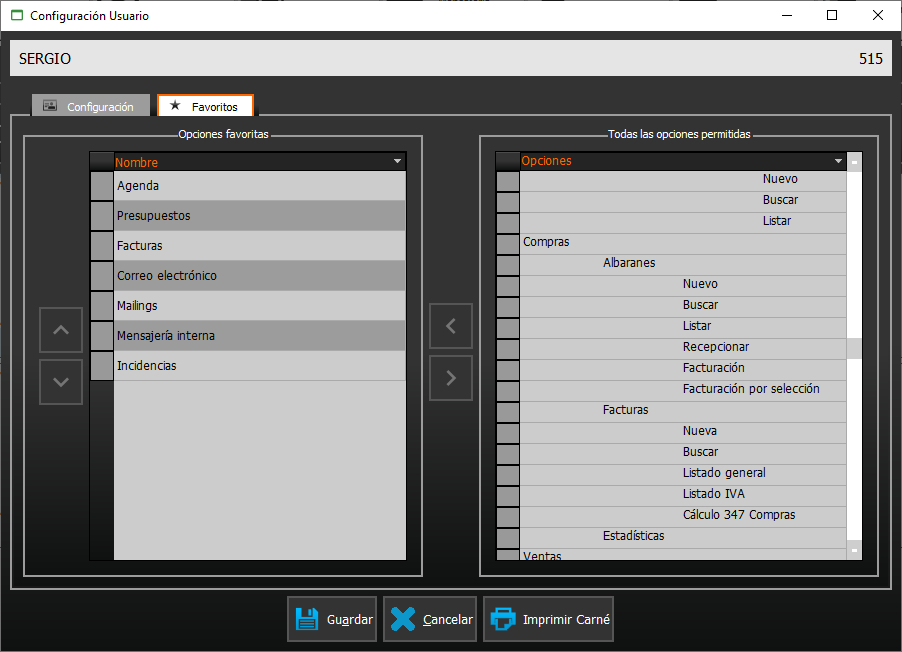 Configuración Usuario
SERGIO 515
Configuración Favoritos
Opciones favoritas
Nombre
Agenda
Presupuestos
Facturas
Correo electrónico
Mailings
Mensajería interna
Incidencias
Todas las opciones permitidas
Opciones
Nuevo
Buscar
Listar
Compras
Albaranes
Nuevo
Buscar
Listar
Recepcionar
Facturación
Facturación por selección
Facturas
Nueva
Buscar
Listado general
Listado IVA
Cálculo 347 Compras
Estadísticas
Ventas
Guardar Cancelar Imprimir Carné